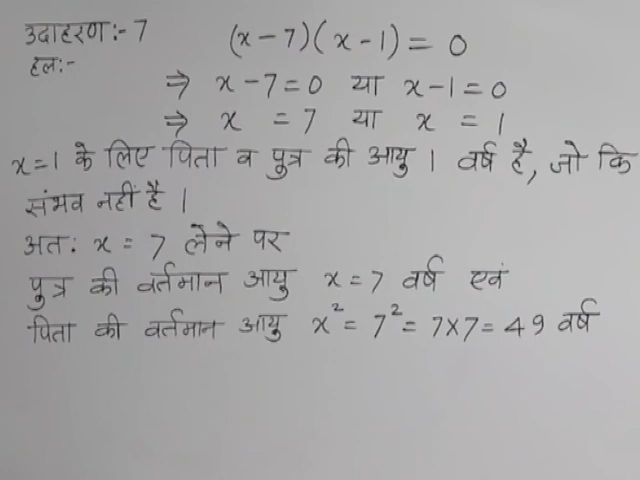 उदाहरण:- 7 (x-7)(x-1) = 0
हल:-
⇒ x-7=0 या x-1=0
⇒ x = 7 या x = 1
x=1 के लिए पिता व पुत्र की आयु 1 वर्ष है, जो कि
संभव नहीं है।
अत: x = 7 लेने पर
पुत्र की वर्तमान आयु x = 7 वर्ष एवं
पिता की वर्तमान आयु x² = 7² = 7×7 = 49 वर्ष